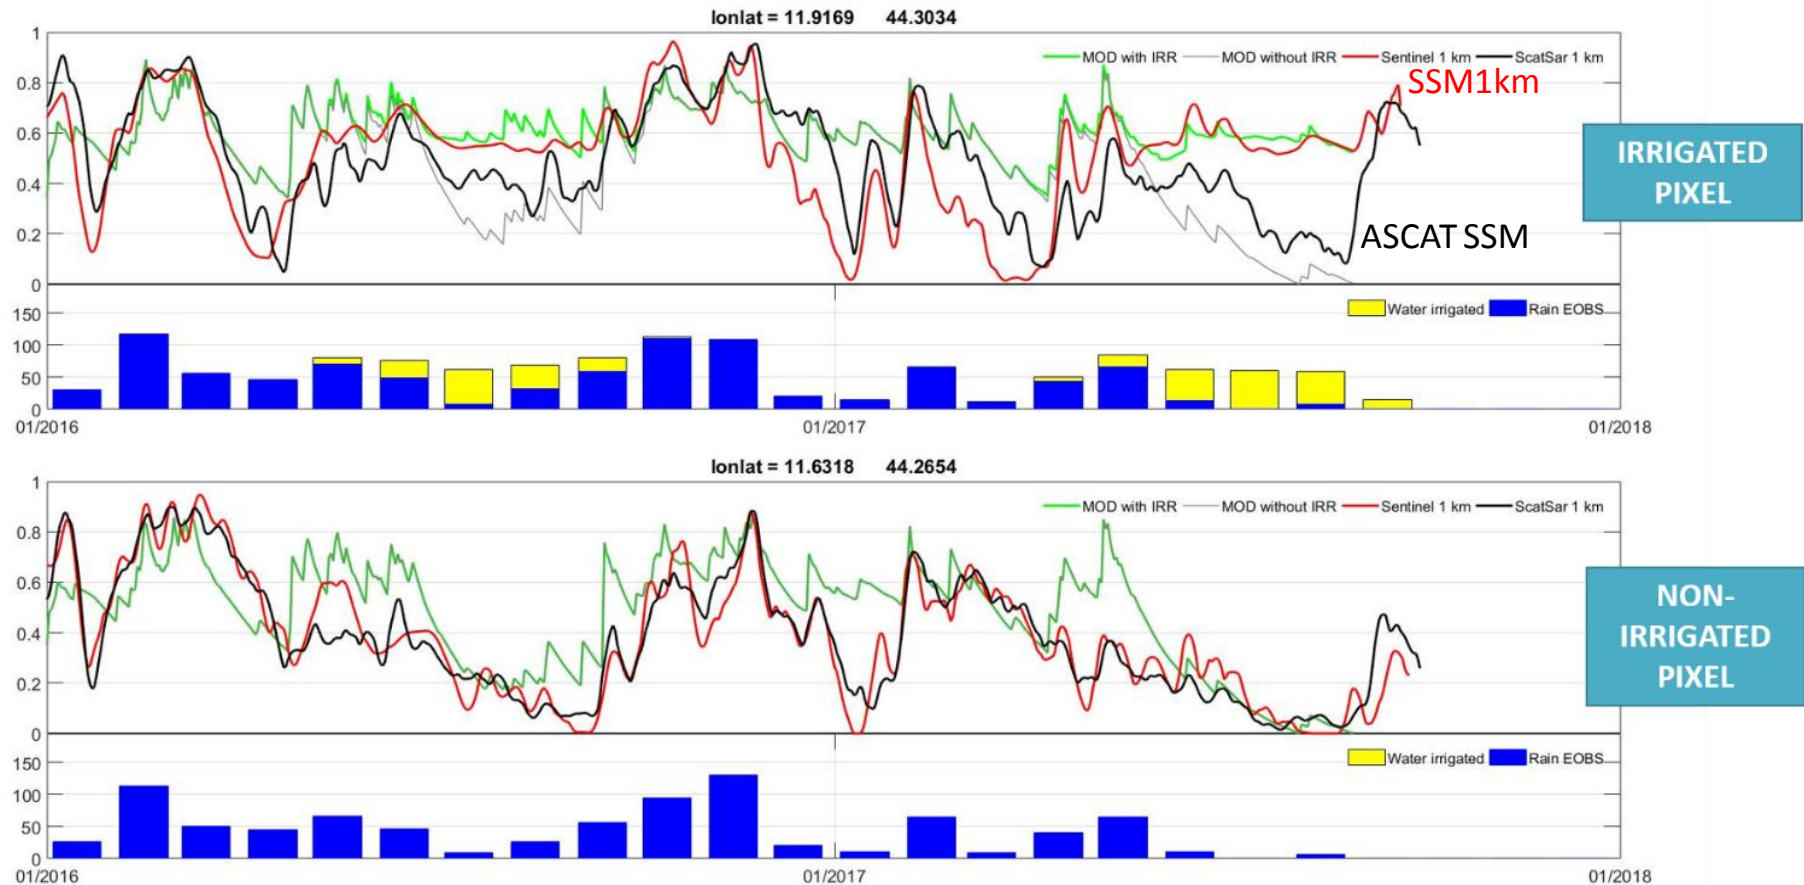 lonlat = 11.9169 44.3034
1
0.8
0.6
0.4
0.2
0
MOD with IRR MOD without IRR Sentinel 1 km ScatSar 1 km
SSM1km
ASCAT SSM
IRRIGATED
PIXEL
150
100
50
0
Water irrigated Rain EOBS
01/2016 01/2017 01/2018
lonlat = 11.6318 44.2654
1
0.8
0.6
0.4
0.2
0
MOD with IRR MOD without IRR Sentinel 1 km ScatSar 1 km
NON-
IRRIGATED
PIXEL
150
100
50
0
Water irrigated Rain EOBS
01/2016 01/2017 01/2018